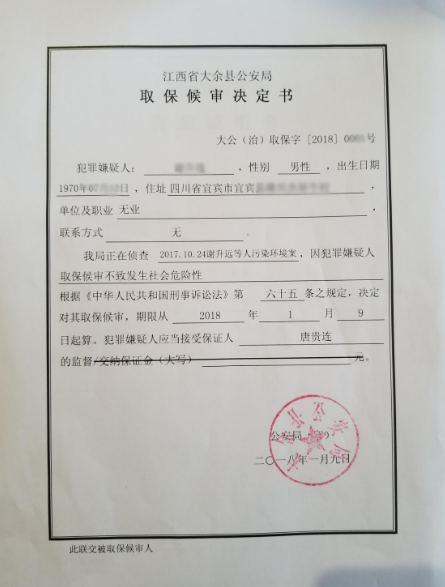 江西省大余县公安局
取保候审决定书
大公（治）取保字［2018］0 号
犯罪嫌疑人： ，性别 男性 ，出生日期
1970年 日，住址 四川省宜宾市宜宾 ，
单位及职业 无业 ，
联系方式 无 。
我局正在侦查 2017.10.24谢升远等人污染环境案，因犯罪嫌疑人
取保候审不致发生社会危险性
根据《中华人民共和国刑事诉讼法》第 六十五 条之规定，决定
对其取保候审，期限从 2018 年 1 月 9
日起算。犯罪嫌疑人应当接受保证人 唐贵连
的监督/交纳保证金（大写） 元。
公安局
二〇一八年一月九日
此联交被取保候审人